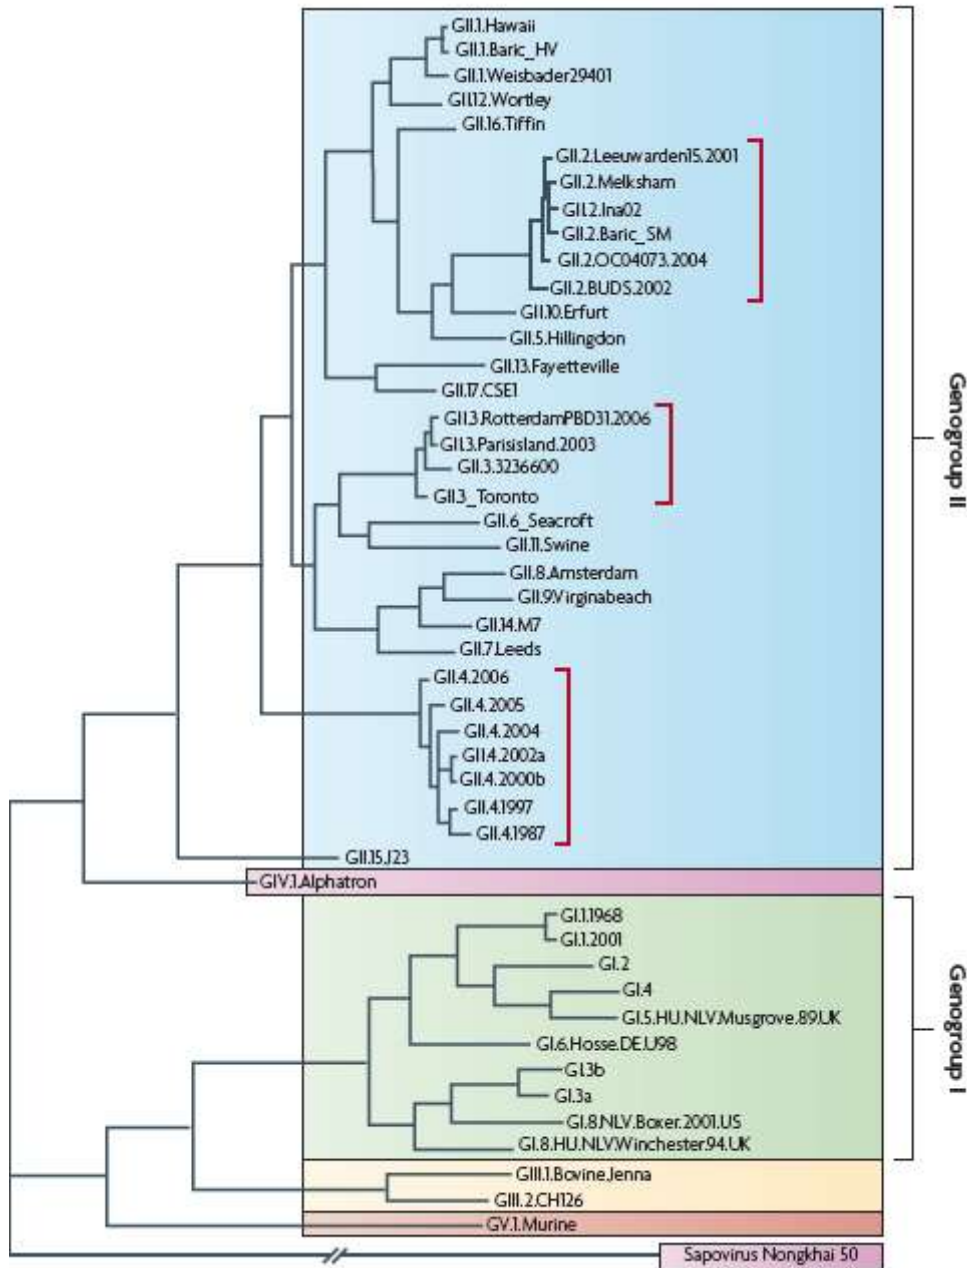 GII.1.Hawaii
GII.1.Baric_HV
GII.1.Weisbader29401
GII.12.Wortley
GII.16.Tiffin
GII.2.Leeuwarden15.2001
GII.2.Melksham
GII.2.Ina02
GII.2.Baric_SM
GII.2.OC04073.2004
GII.2.BUDS.2002
GII.10.Erfurt
GII.5.Hillingdon
GII.13.Fayetteville
GII.17.CSE1
GII.3.RotterdamPBD31.2006
GII.3.Parisisland.2003
GII.3.3236600
GII.3_Toronto
GII.6_Seacroft
GII.11.Swine
GII.8.Amsterdam
GII.9.Virginabeach
GII.14.M7
GII.7.Leeds
GII.4.2006
GII.4.2005
GII.4.2004
GII.4.2002a
GII.4.2000b
GII.4.1997
GII.4.1987
GII.15.J23
Genogroup II
GIV.1.Alphatron
GI.1.1968
GI.1.2001
GI.2
GI.4
GI.5.HU.NLV.Musgrove.89.UK
GI.6.Hosse.DE.U98
GI.3b
GI.3a
GI.8.NLV.Boxer.2001.US
GI.8.HU.NLV.Winchester.94.UK
Genogroup I
GIII.1.Bovine.Jenna
GIII.2.CH126
GV.1.Murine
Sapovirus Nongkhai 50